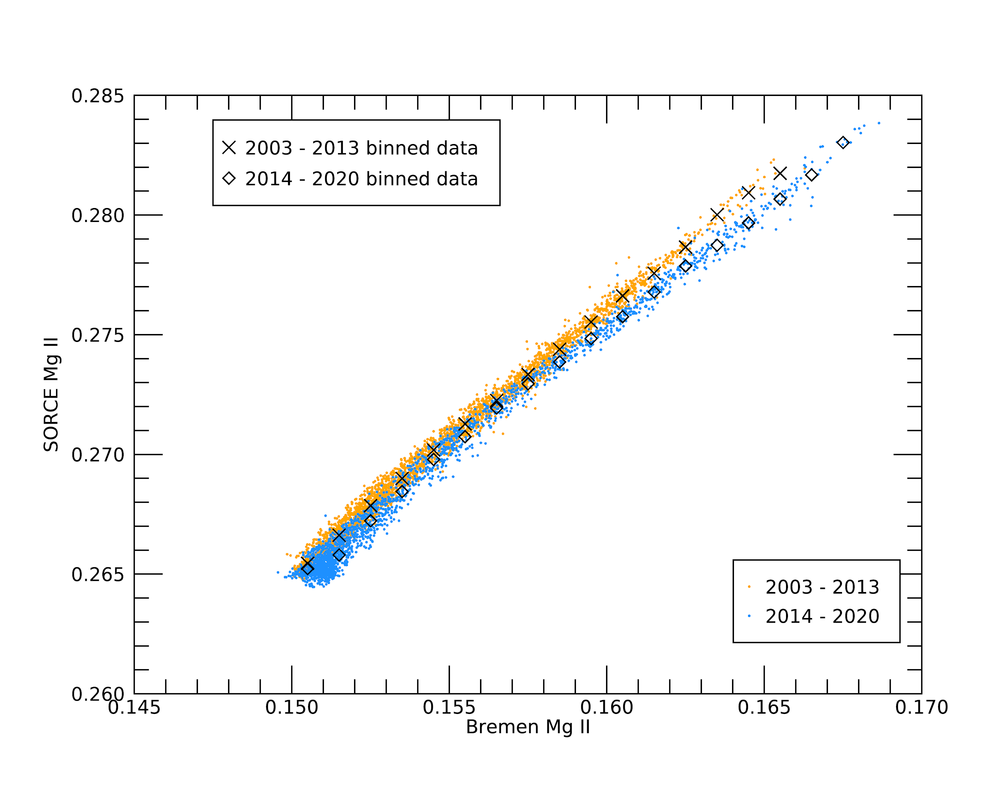 0.285
2003 - 2013 binned data
2014 - 2020 binned data
0.280
0.275
SORCE Mg II
0.270
0.265
2003 - 2013
2014 - 2020
0.260
0.145 0.150 0.155 0.160 0.165 0.170
Bremen Mg II